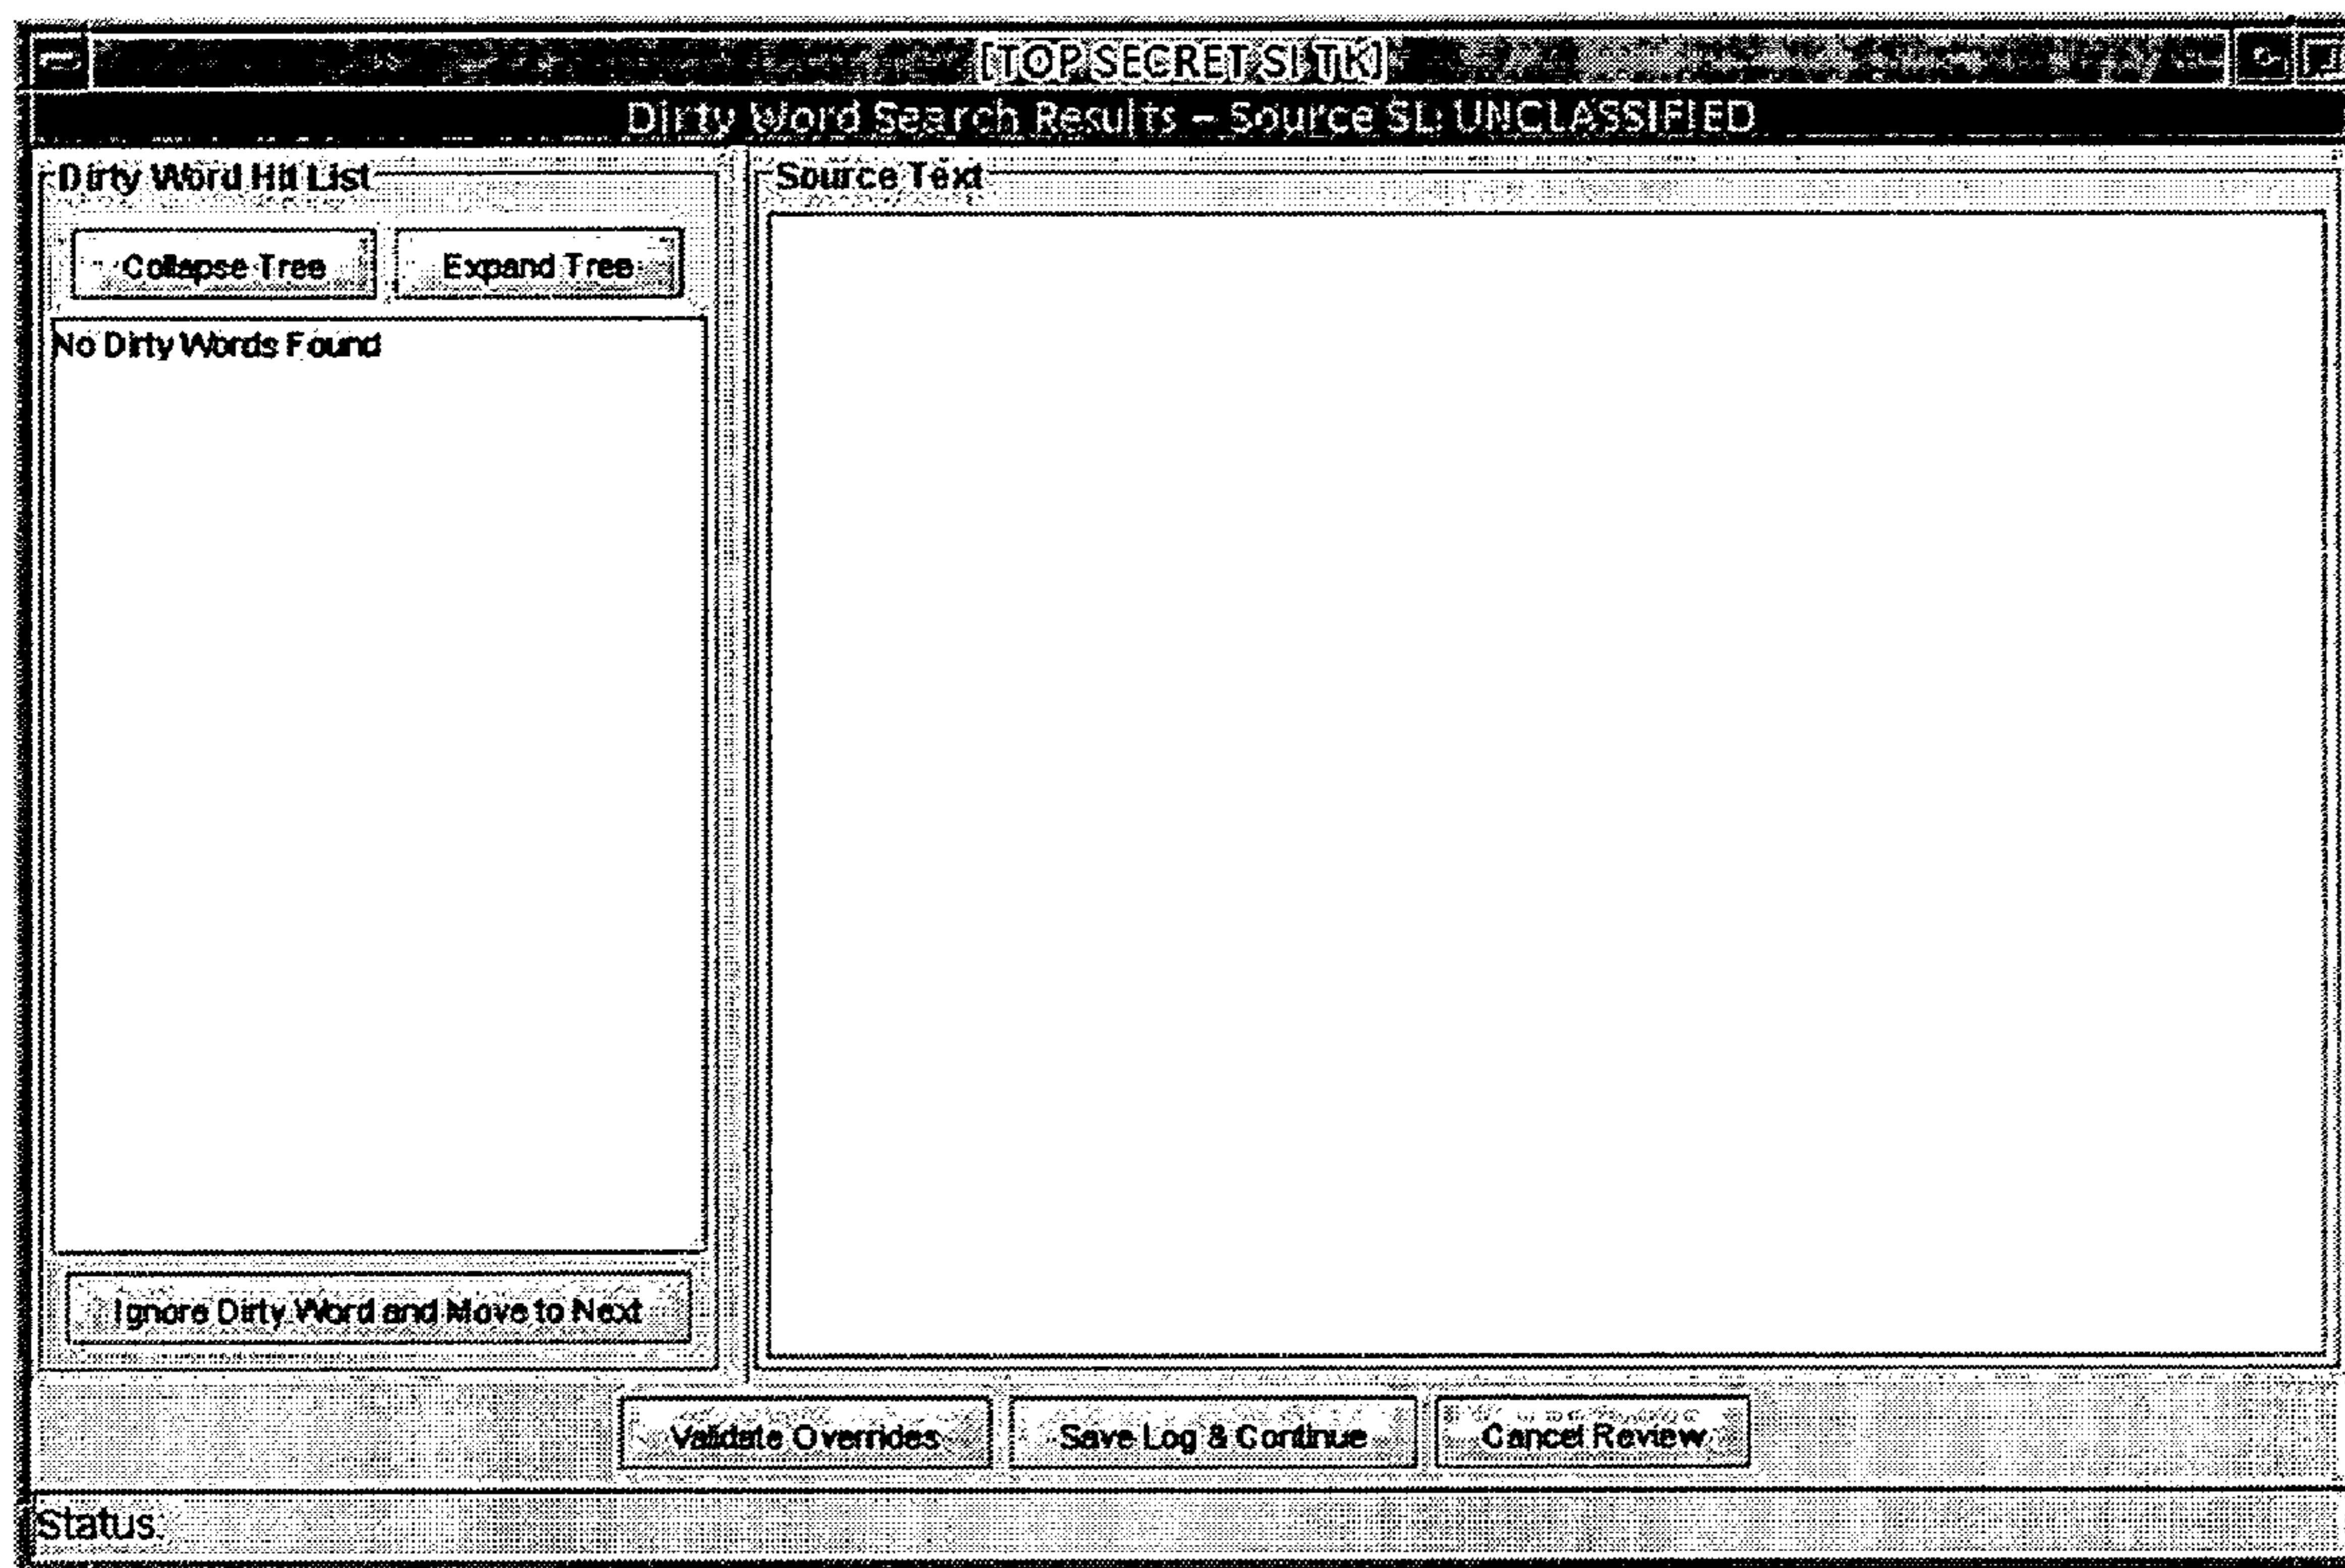 [TOP SECRET SI TK]
Dirty Word Search Results – Source SL: UNCLASSIFIED
Dirty Word Hit List
Source Text
Collapse Tree
Expand Tree
No Dirty Words Found
Ignore Dirty Word and Move to Next
Validate Overrides
Save Log & Continue
Cancel Review
Status: